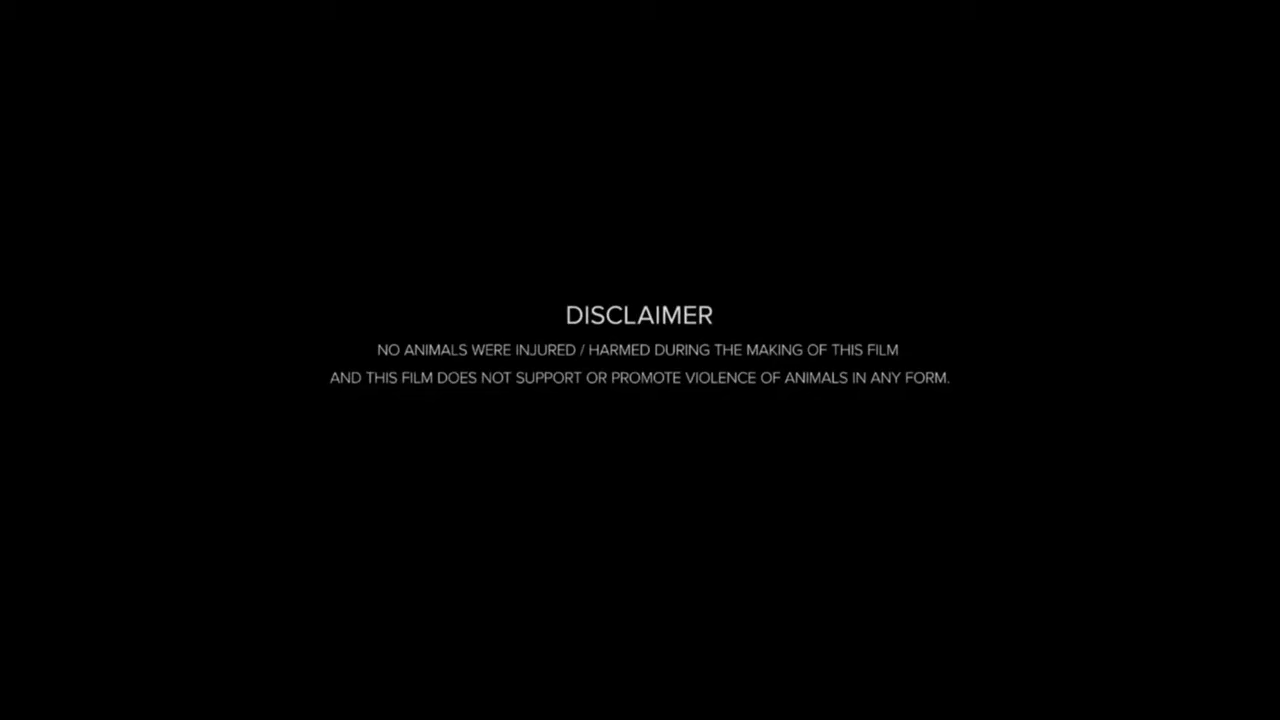 DISCLAIMER
NO ANIMALS WERE INJURED / HARMED DURING THE MAKING OF THIS FILM
AND THIS FILM DOES NOT SUPPORT OR PROMOTE VIOLENCE OF ANIMALS IN ANY FORM.